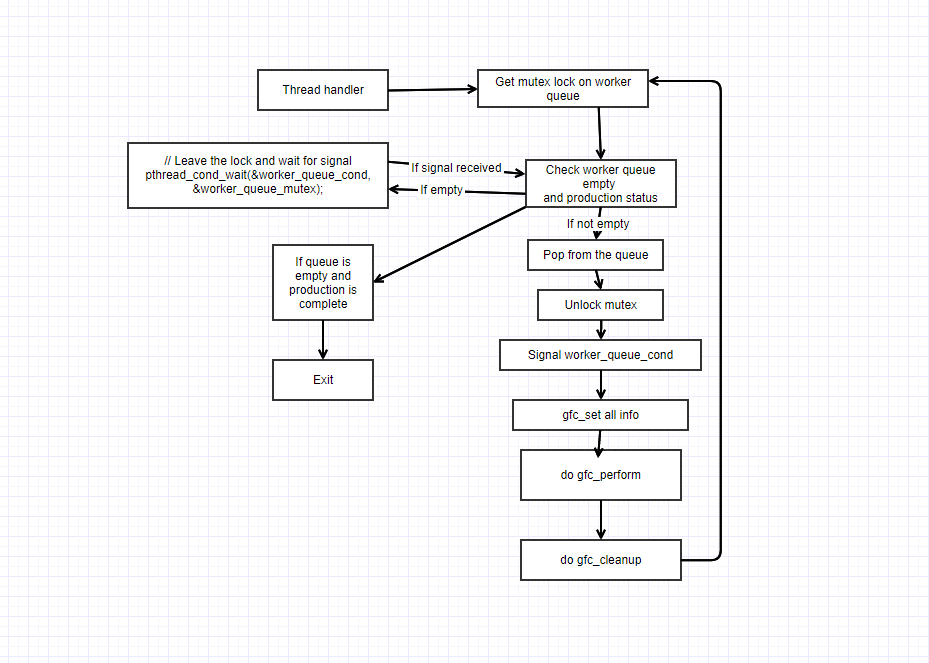 Thread handler
Get mutex lock on worker
queue
// Leave the lock and wait for signal
pthread_cond_wait(&worker_queue_cond,
&worker_queue_mutex);
If signal received
If empty
Check worker queue
empty
and production status
If not empty
If queue is
empty and
production is
complete
Pop from the queue
Unlock mutex
Signal worker_queue_cond
Exit
gfc_set all info
do gfc_perform
do gfc_cleanup